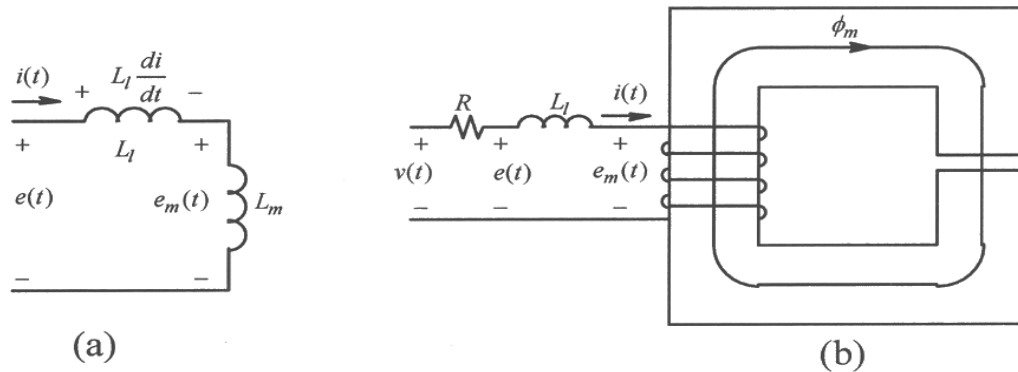 i(t) + L_l di/dt −
L_l
+ +
e(t) e_m(t) L_m
− −
(a)
φ_m
R L_l i(t)
+ + +
v(t) e(t) e_m(t)
− − −
(b)